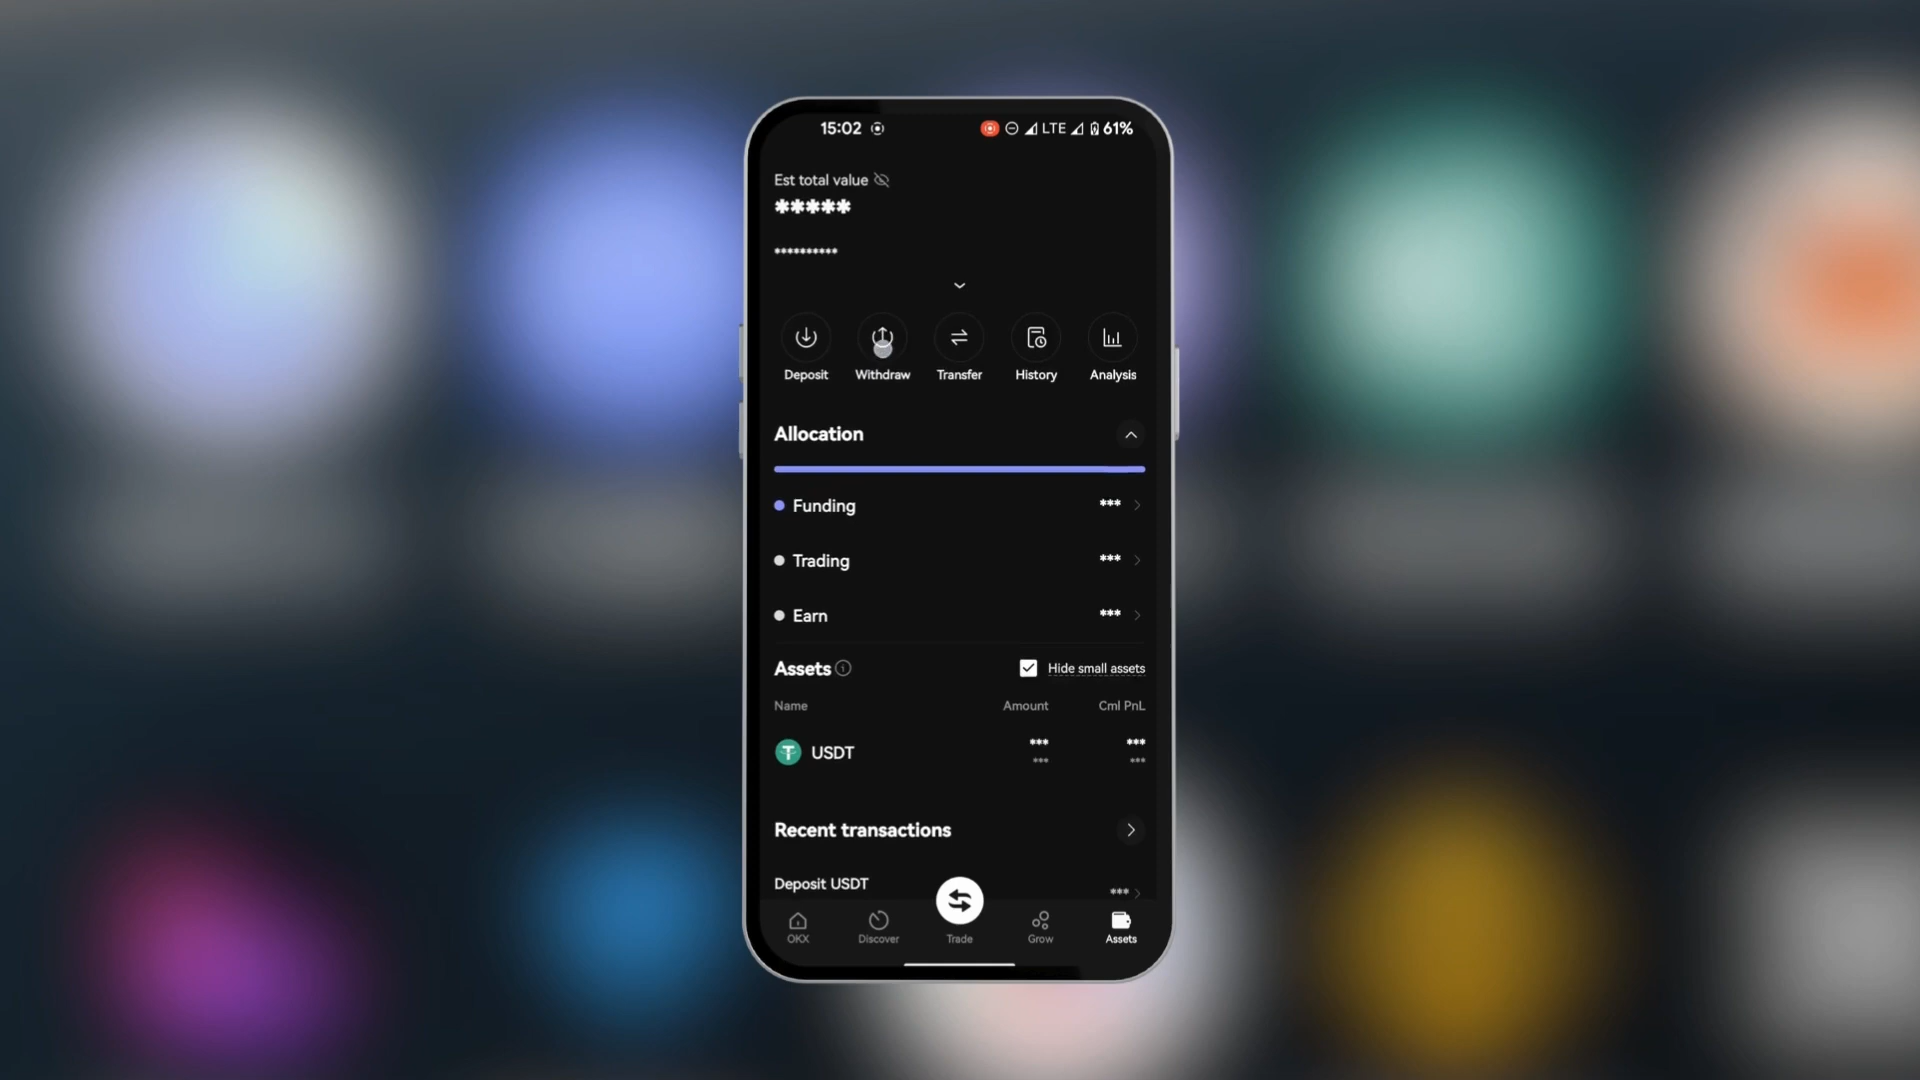 15:02 LTE 61%
Est total value
*****
**********
Deposit Withdraw Transfer History Analysis
Allocation
Funding ***
Trading ***
Earn ***
Assets Hide small assets
Name Amount Cml PnL
USDT *** ***
*** ***
Recent transactions
Deposit USDT ***
OKX Discover Trade Grow Assets